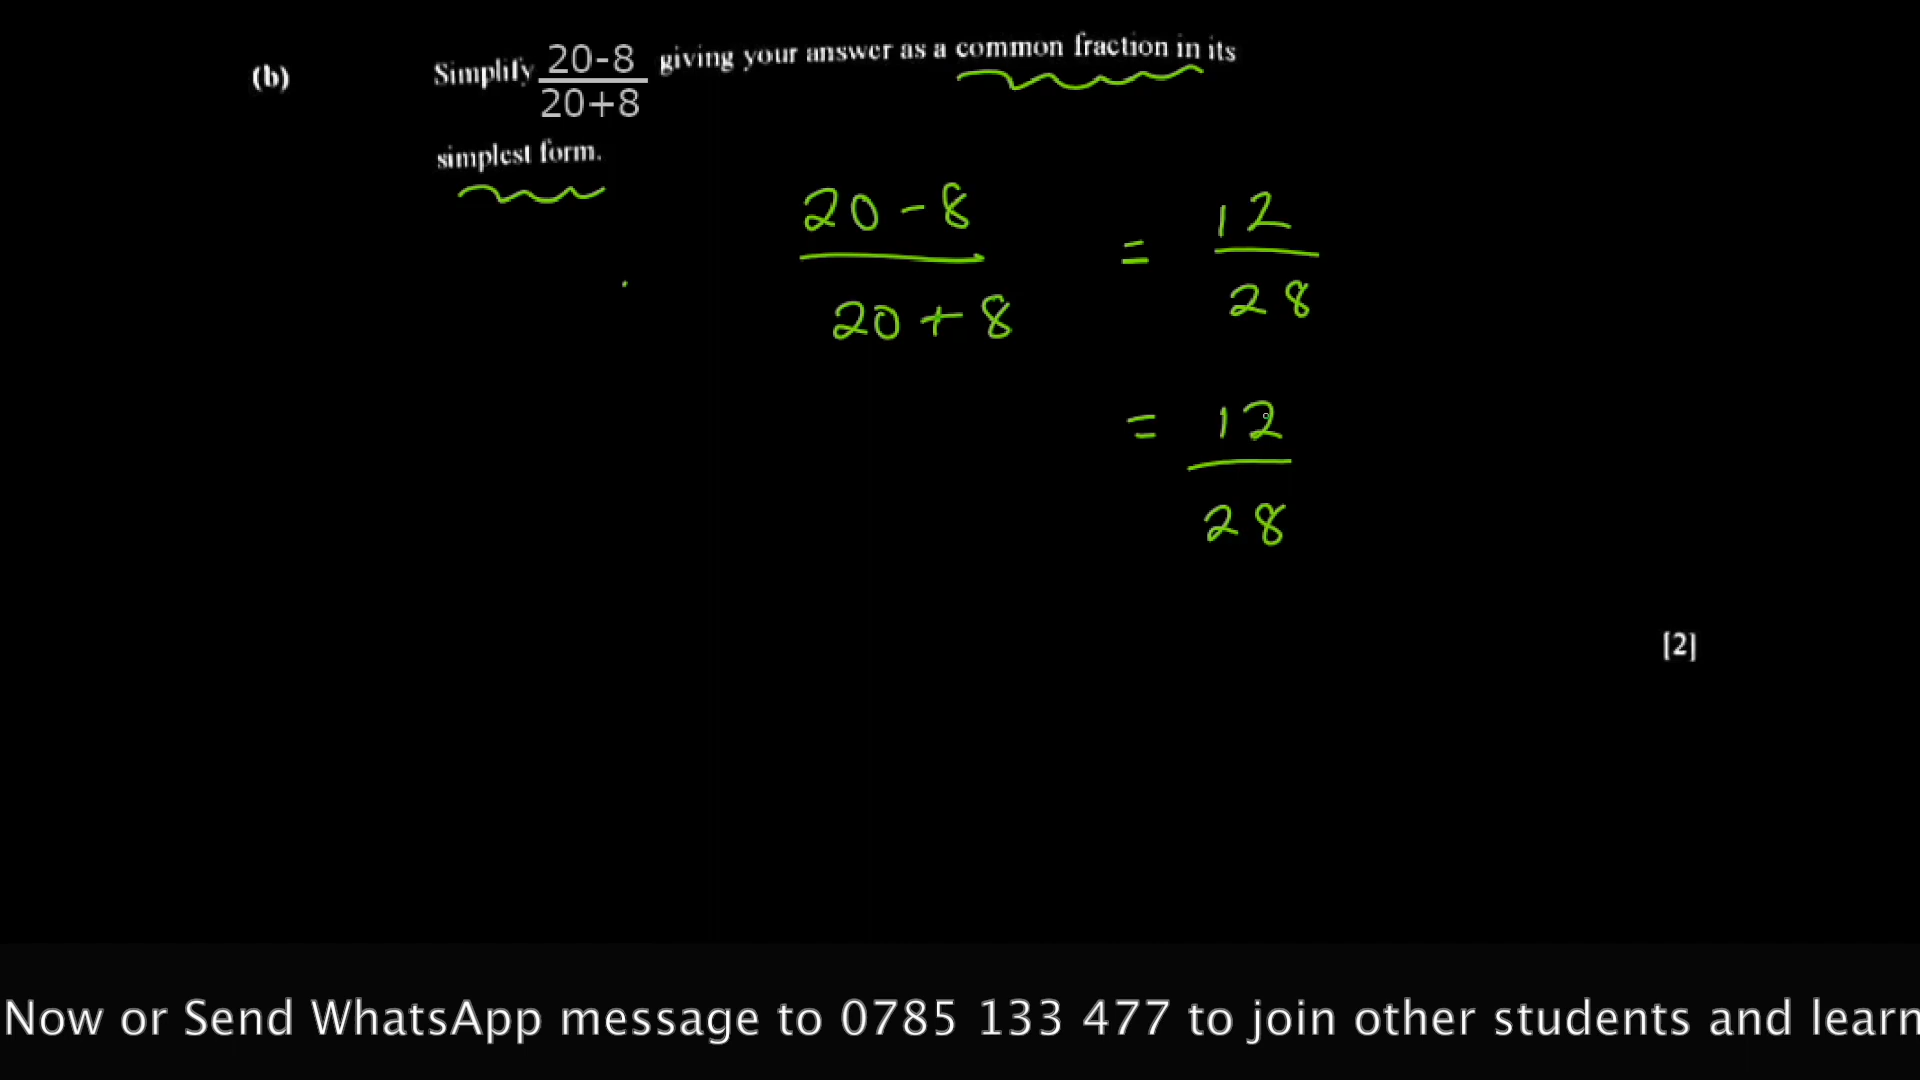 (b) Simplify 20-8 giving your answer as a common fraction in its
20+8
simplest form.
20 - 8 = 12
20 + 8 28
= 12
28
[2]
Now or Send WhatsApp message to 0785 133 477 to join other students and learn